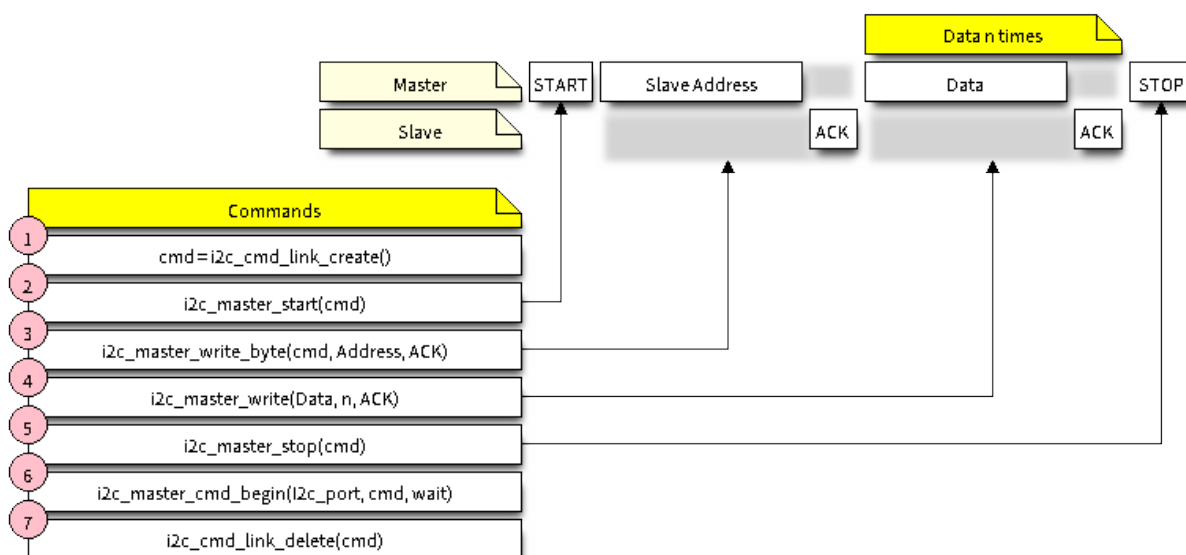 Data n times
Master START Slave Address Data STOP
Slave ACK ACK
Commands
1
cmd=i2c_cmd_link_create()
2
i2c_master_start(cmd)
3
i2c_master_write_byte(cmd, Address, ACK)
4
i2c_master_write(Data, n, ACK)
5
i2c_master_stop(cmd)
6
i2c_master_cmd_begin(I2c_port, cmd, wait)
7
i2c_cmd_link_delete(cmd)